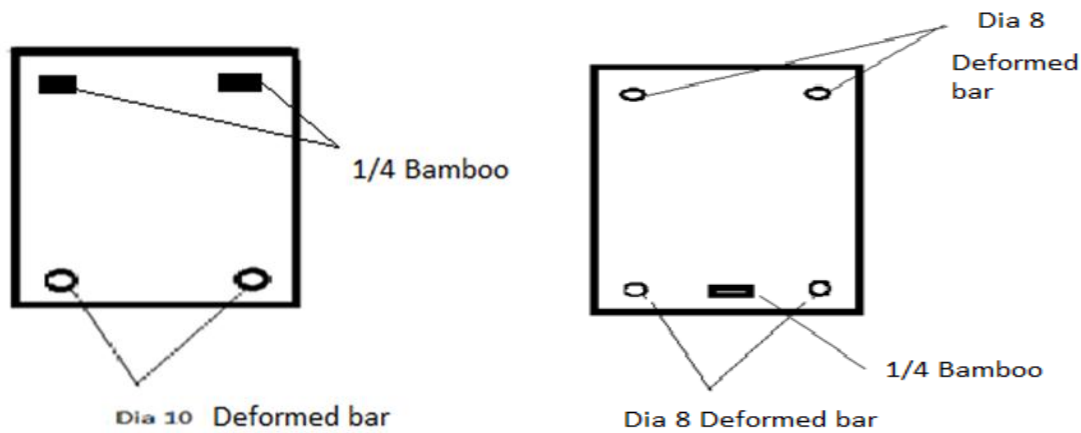 1/4 Bamboo
Dia 10 Deformed bar
Dia 8
Deformed
bar
1/4 Bamboo
Dia 8 Deformed bar